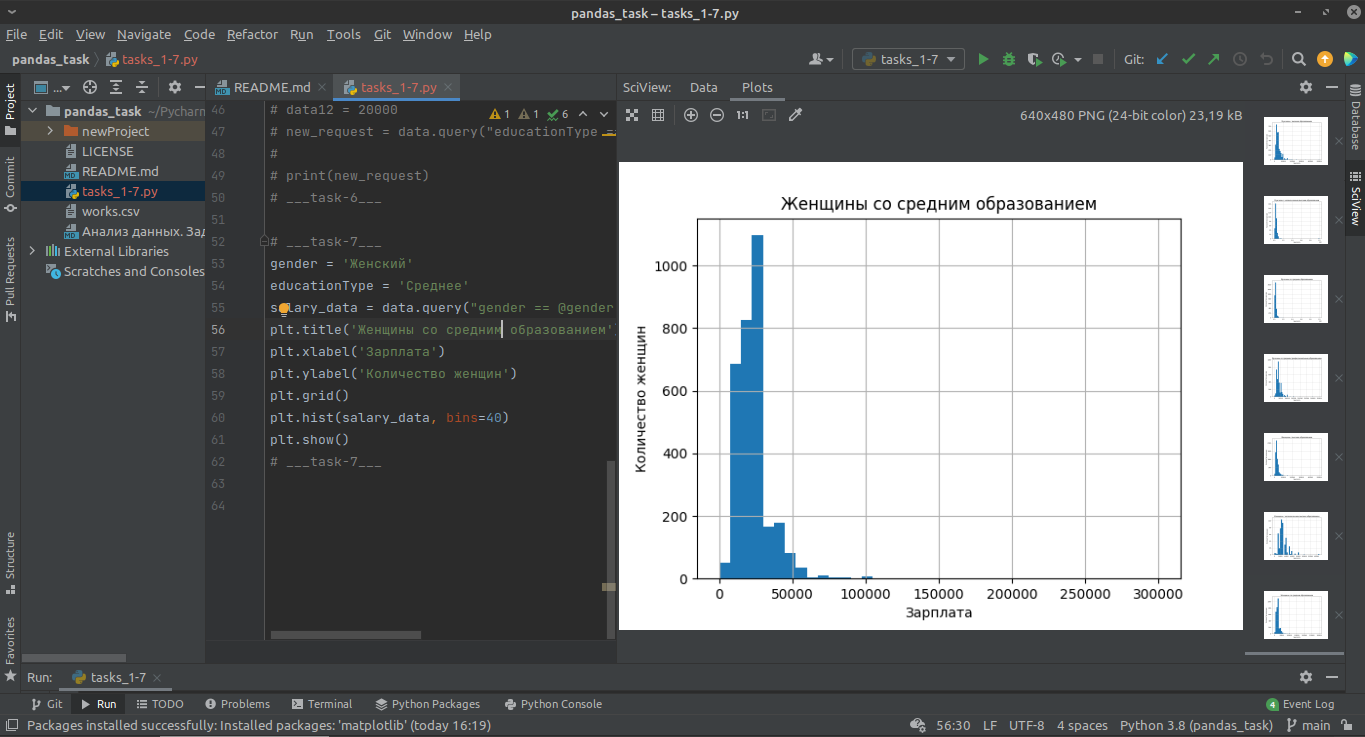 pandas_task – tasks_1-7.py
File Edit View Navigate Code Refactor Run Tools Git Window Help
pandas_task tasks_1-7.py tasks_1-7 Git:
Project
Commit
Pull Requests
Structure
Favorites
...
pandas_task ~/Pycharm
newProject
LICENSE
README.md
tasks_1-7.py
works.csv
Анализ данных. Зад
External Libraries
Scratches and Consoles
README.md tasks_1-7.py
1 1 6
46 # data12 = 20000
47 # new_request = data.query("educationType =
48 #
49 # print(new_request)
50 # ___task-6___
51
52 # ___task-7___
53 gender = 'Женский'
54 educationType = 'Среднее'
55 salary_data = data.query("gender == @gender
56 plt.title('Женщины со средним образованием'
57 plt.xlabel('Зарплата')
58 plt.ylabel('Количество женщин')
59 plt.grid()
60 plt.hist(salary_data, bins=40)
61 plt.show()
62 # ___task-7___
63
64
SciView: Data Plots
1:1 640x480 PNG (24-bit color) 23,19 kB
Женщины со средним образованием
Количество женщин
1000
800
600
400
200
0
0 50000 100000 150000 200000 250000 300000
Зарплата
Database
SciView
Run: tasks_1-7
Git Run TODO Problems Terminal Python Packages Python Console 4 Event Log
Packages installed successfully: Installed packages: 'matplotlib' (today 16:19) 56:30 LF UTF-8 4 spaces Python 3.8 (pandas_task) main